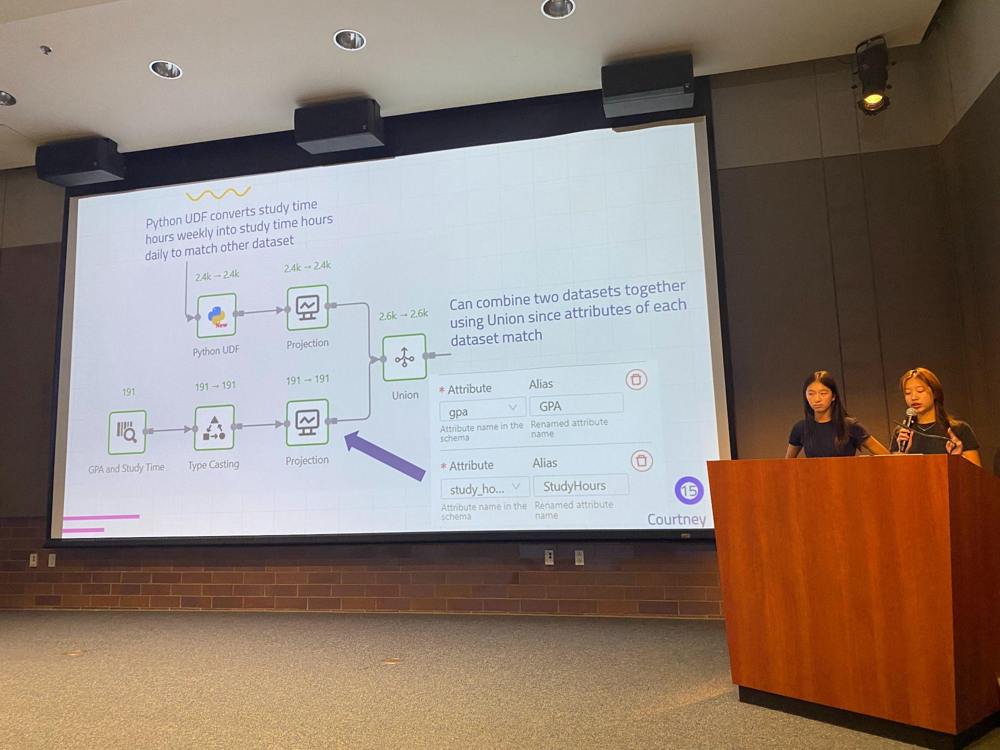 Python UDF converts study time
hours weekly into study time hours
daily to match other dataset
2.4k → 2.4k
2.4k → 2.4k
New
Python UDF
Projection
2.6k → 2.6k
Union
Can combine two datasets together
using Union since attributes of each
dataset match
191
191 → 191
191 → 191
GPA and Study Time
Type Casting
Projection
* Attribute
Alias
gpa
GPA
Attribute name in the
schema
Renamed attribute
name
* Attribute
Alias
study_ho...
StudyHours
Attribute name in the
schema
Renamed attribute
name
15
Courtney